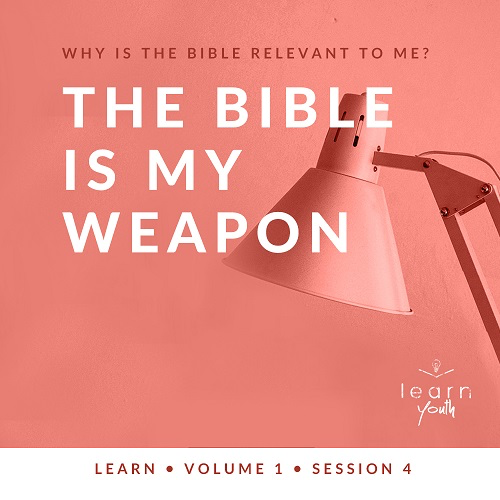 WHY IS THE BIBLE RELEVANT TO ME?
THE BIBLE
IS MY
WEAPON
learn
youth
LEARN • VOLUME 1 • SESSION 4